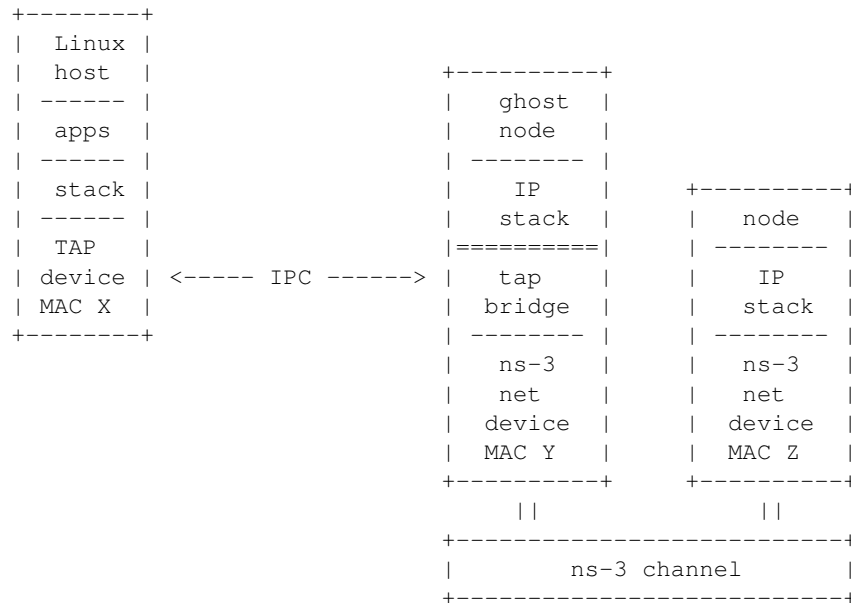 +--------+
|  Linux |
|  host  |                    +----------+
| ------ |                    |   ghost  |
|  apps  |                    |   node   |
| ------ |                    | -------- |
|  stack |                    |    IP    |     +----------+
| ------ |                    |   stack  |     |   node   |
|  TAP   |                    |==========|     | -------- |
| device | <----- IPC ------> |   tap    |     |    IP    |
| MAC X  |                    |  bridge  |     |   stack  |
+--------+                    | -------- |     | -------- |
                              |   ns-3   |     |   ns-3   |
                              |   net    |     |   net    |
                              |  device  |     |  device  |
                              |  MAC Y   |     |  MAC Z   |
                              +----------+     +----------+
                                   ||               ||
                              +---------------------------+
                              |        ns-3 channel       |
                              +---------------------------+